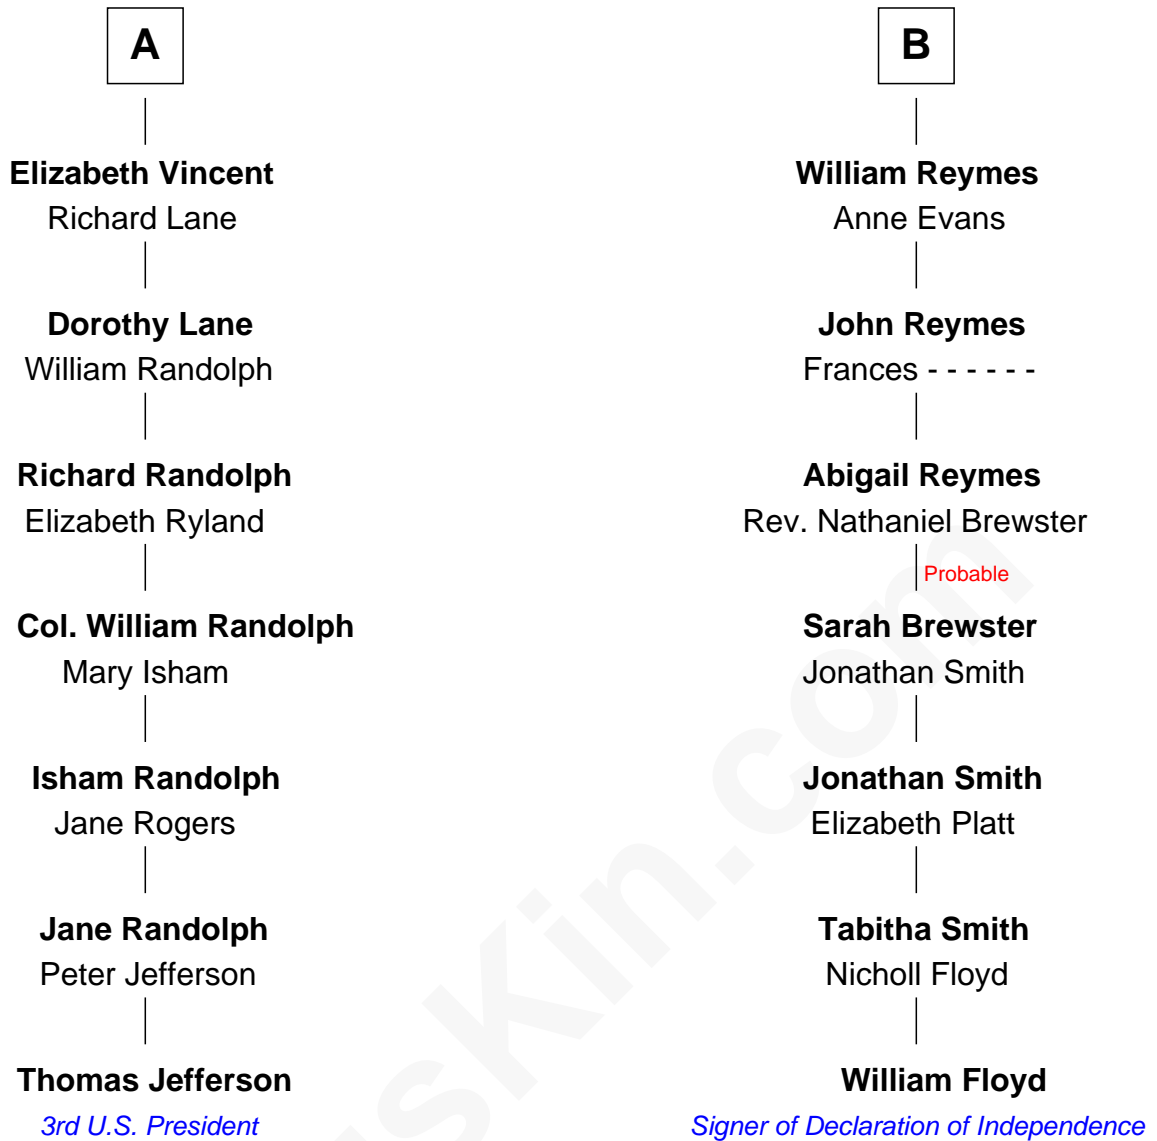 A
Elizabeth Vincent
Richard Lane
Dorothy Lane
William Randolph
Richard Randolph
Elizabeth Ryland
Col. William Randolph
Mary Isham
Isham Randolph
Jane Rogers
Jane Randolph
Peter Jefferson
Thomas Jefferson
3rd U.S. President
B
William Reymes
Anne Evans
John Reymes
Frances - - - - - -
Abigail Reymes
Rev. Nathaniel Brewster
Probable
Sarah Brewster
Jonathan Smith
Jonathan Smith
Elizabeth Platt
Tabitha Smith
Nicholl Floyd
William Floyd
Signer of Declaration of Independence